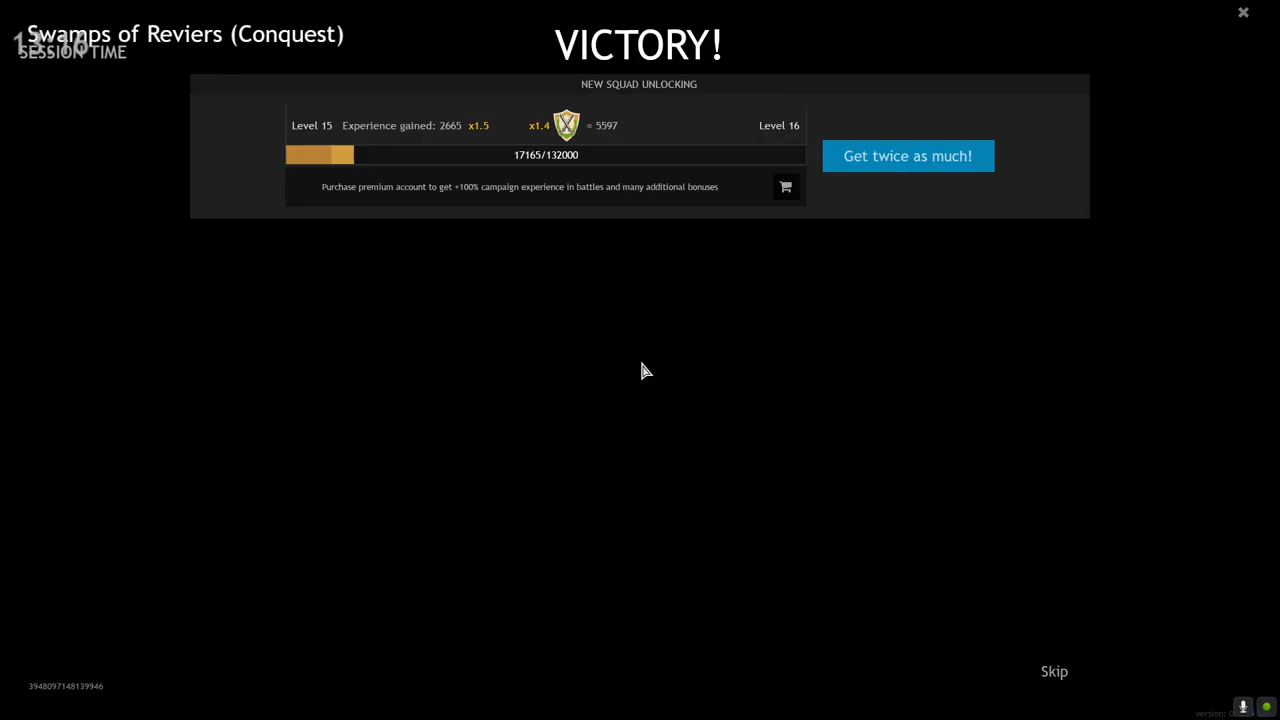 Swamps of Reviers (Conquest)
SESSION TIME
VICTORY!
NEW SQUAD UNLOCKING
Level 15 Experience gained: 2665 x1.5 x1.4 = 5597 Level 16
17165/132000
Get twice as much!
Purchase premium account to get +100% campaign experience in battles and many additional bonuses
Skip
3948097148139946
version: